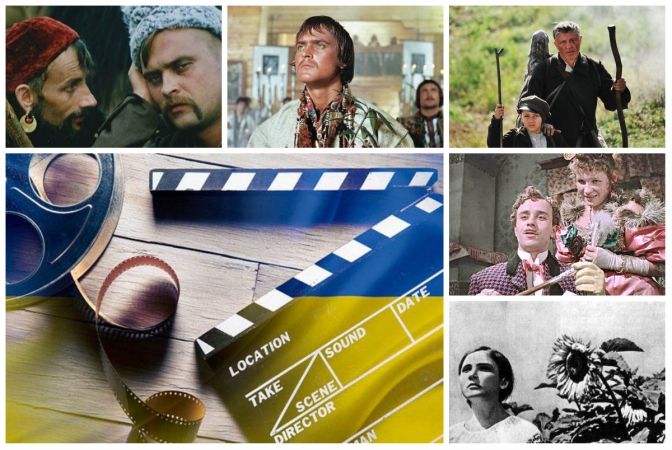 LOCATION
DATE
SOUND
TAKE
SCENE
DIRECTOR